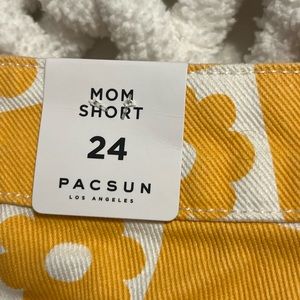 MOM
SHORT
24
PACSUN
LOS ANGELES